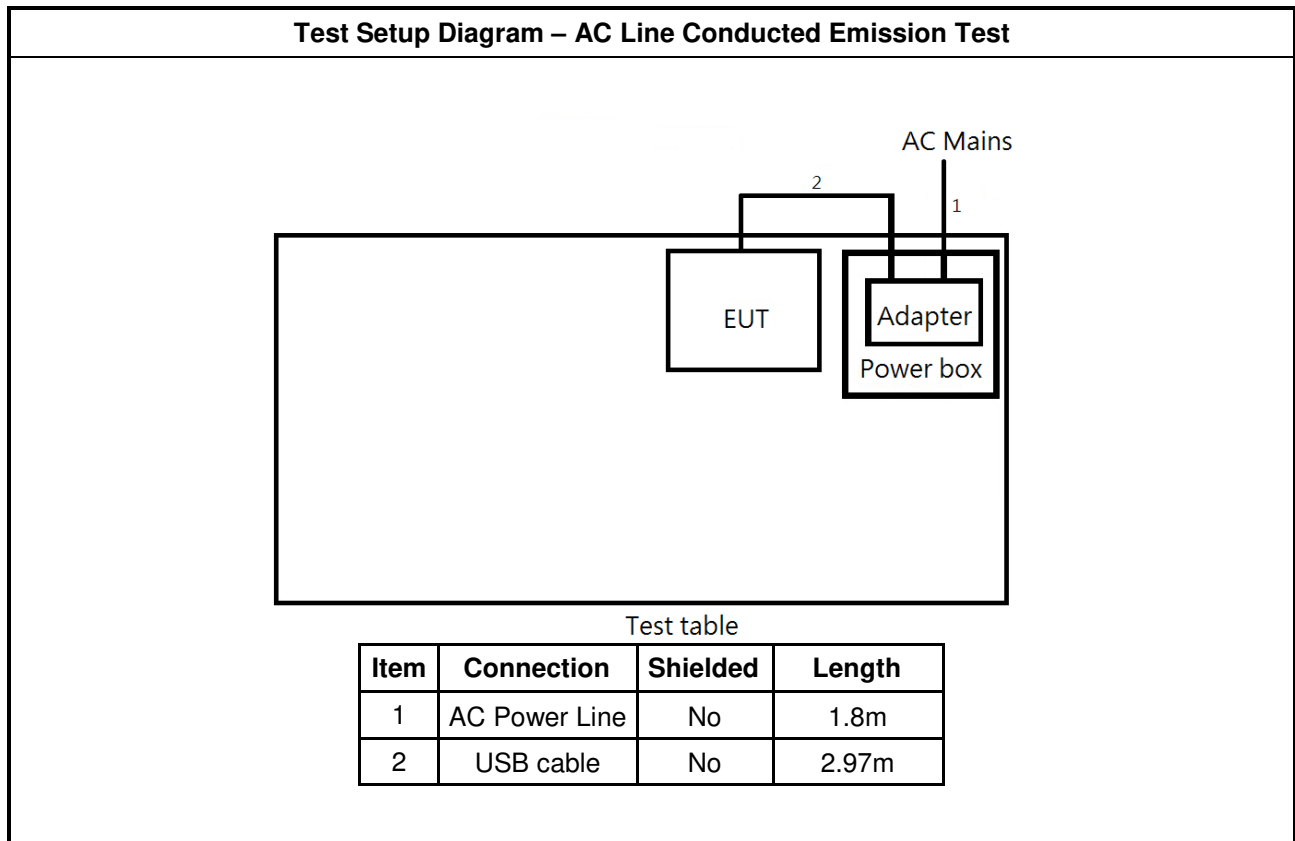 Test Setup Diagram – AC Line Conducted Emission Test
AC Mains
2
1
EUT
Adapter
Power box
Test table
Item Connection Shielded Length
1 AC Power Line No 1.8m
2 USB cable No 2.97m